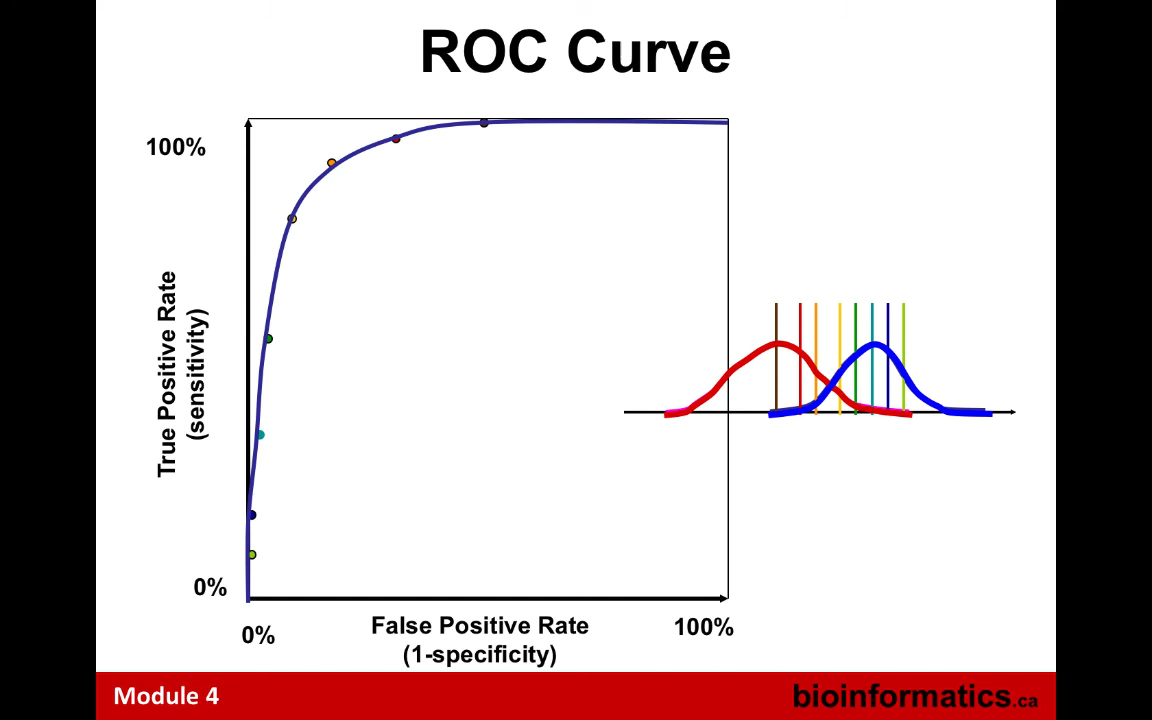 ROC Curve
100%
True Positive Rate
(sensitivity)
0%
0%
False Positive Rate
(1-specificity)
100%
Module 4
bioinformatics.ca